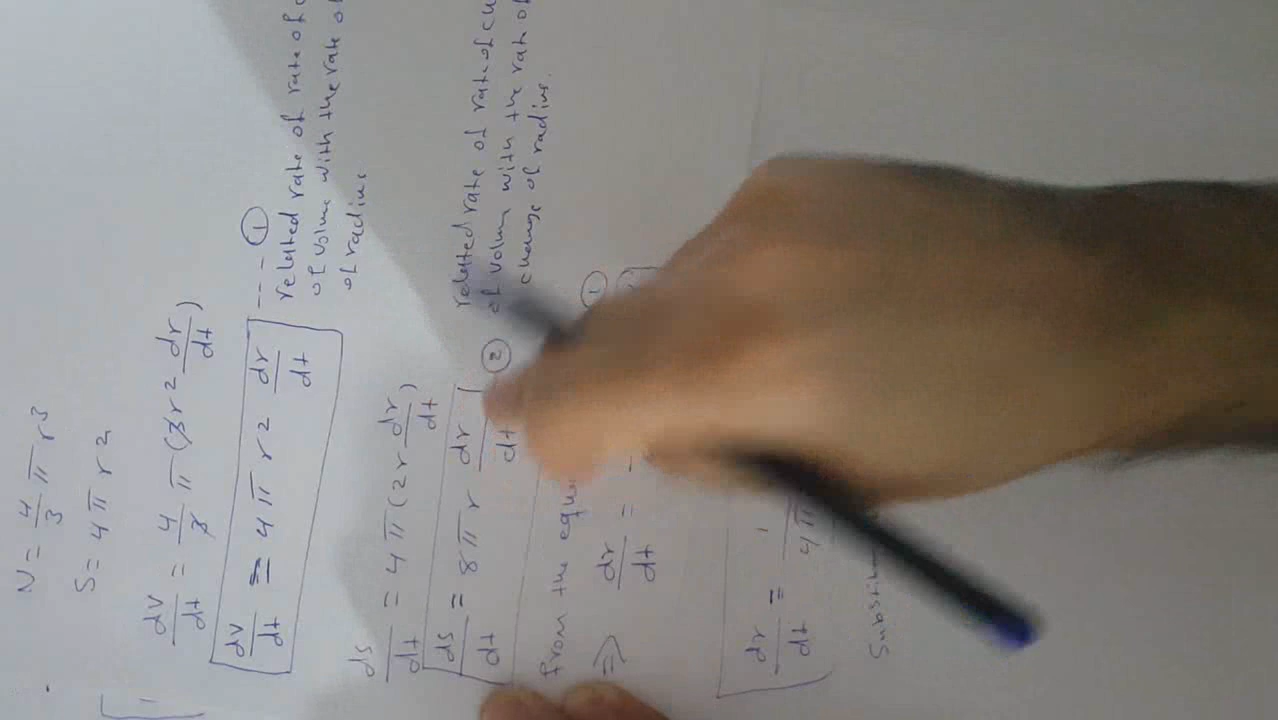 V = 4/3 π r³
S = 4 π r²
dv/dt = 4/3 π (3r² dr/dt)
dv/dt = 4 π r² dr/dt --- ①
related rate of rate of
of volume with the rate of
of radius
ds/dt = 4 π (2r dr/dt)
ds/dt = 8 π r dr/dt ②
related rate of rate of
of volum with the rate of
change of radius.
from the ①
⇒ dr/dt =
dr/dt = 1/4π